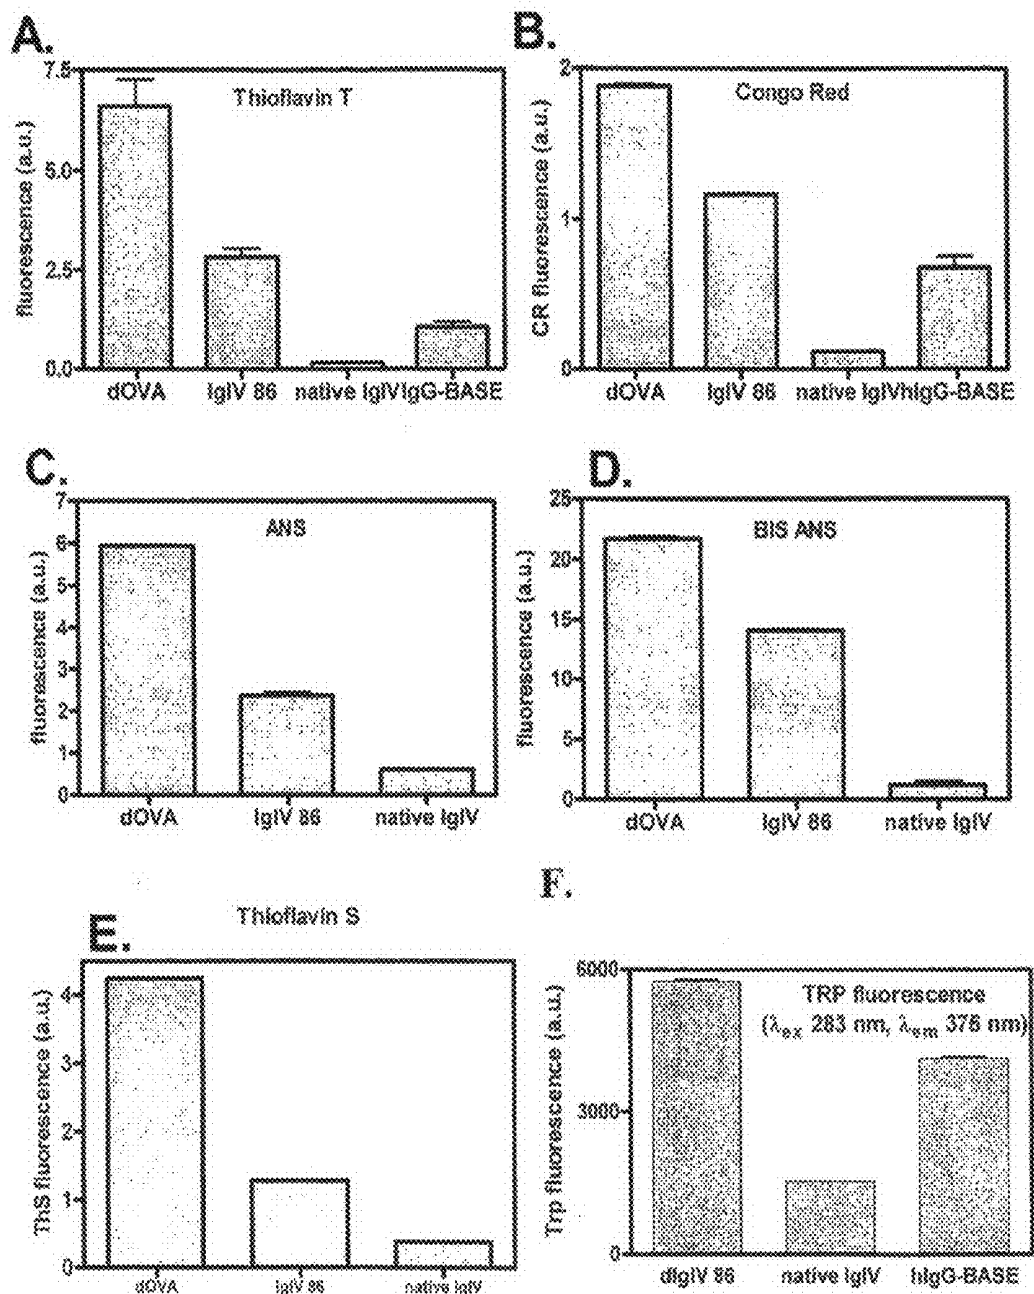 A.
7.5
5.0
2.5
0.0
fluorescence (a.u.)
Thioflavin T
dOVA IgIV 86 native IgIV IgG-BASE
B.
2
1
0
CR fluorescence (a.u.)
Congo Red
dOVA IgIV 86 native IgIV hIgG-BASE
C.
7
6
5
4
3
2
1
0
fluorescence (a.u.)
ANS
dOVA IgIV 86 native IgIV
D.
25
20
15
10
5
0
fluorescence (a.u.)
BIS ANS
dOVA IgIV 86 native IgIV
E.
Thioflavin S
4
3
2
1
0
ThS fluorescence (a.u.)
dOVA IgIV 86 native IgIV
F.
6000
3000
0
Trp fluorescence (a.u.)
TRP fluorescence
(λex 283 nm, λem 376 nm)
dIgIV 86 native IgIV hIgG-BASE